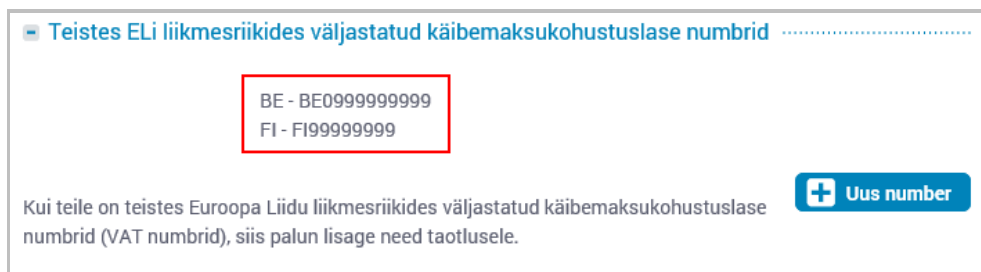 Teistes ELi liikmesriikides väljastatud käibemaksukohustuslase numbrid
BE - BE0999999999
FI - FI99999999
Uus number
Kui teile on teistes Euroopa Liidu liikmesriikides väljastatud käibemaksukohustuslase
numbrid (VAT numbrid), siis palun lisage need taotlusele.